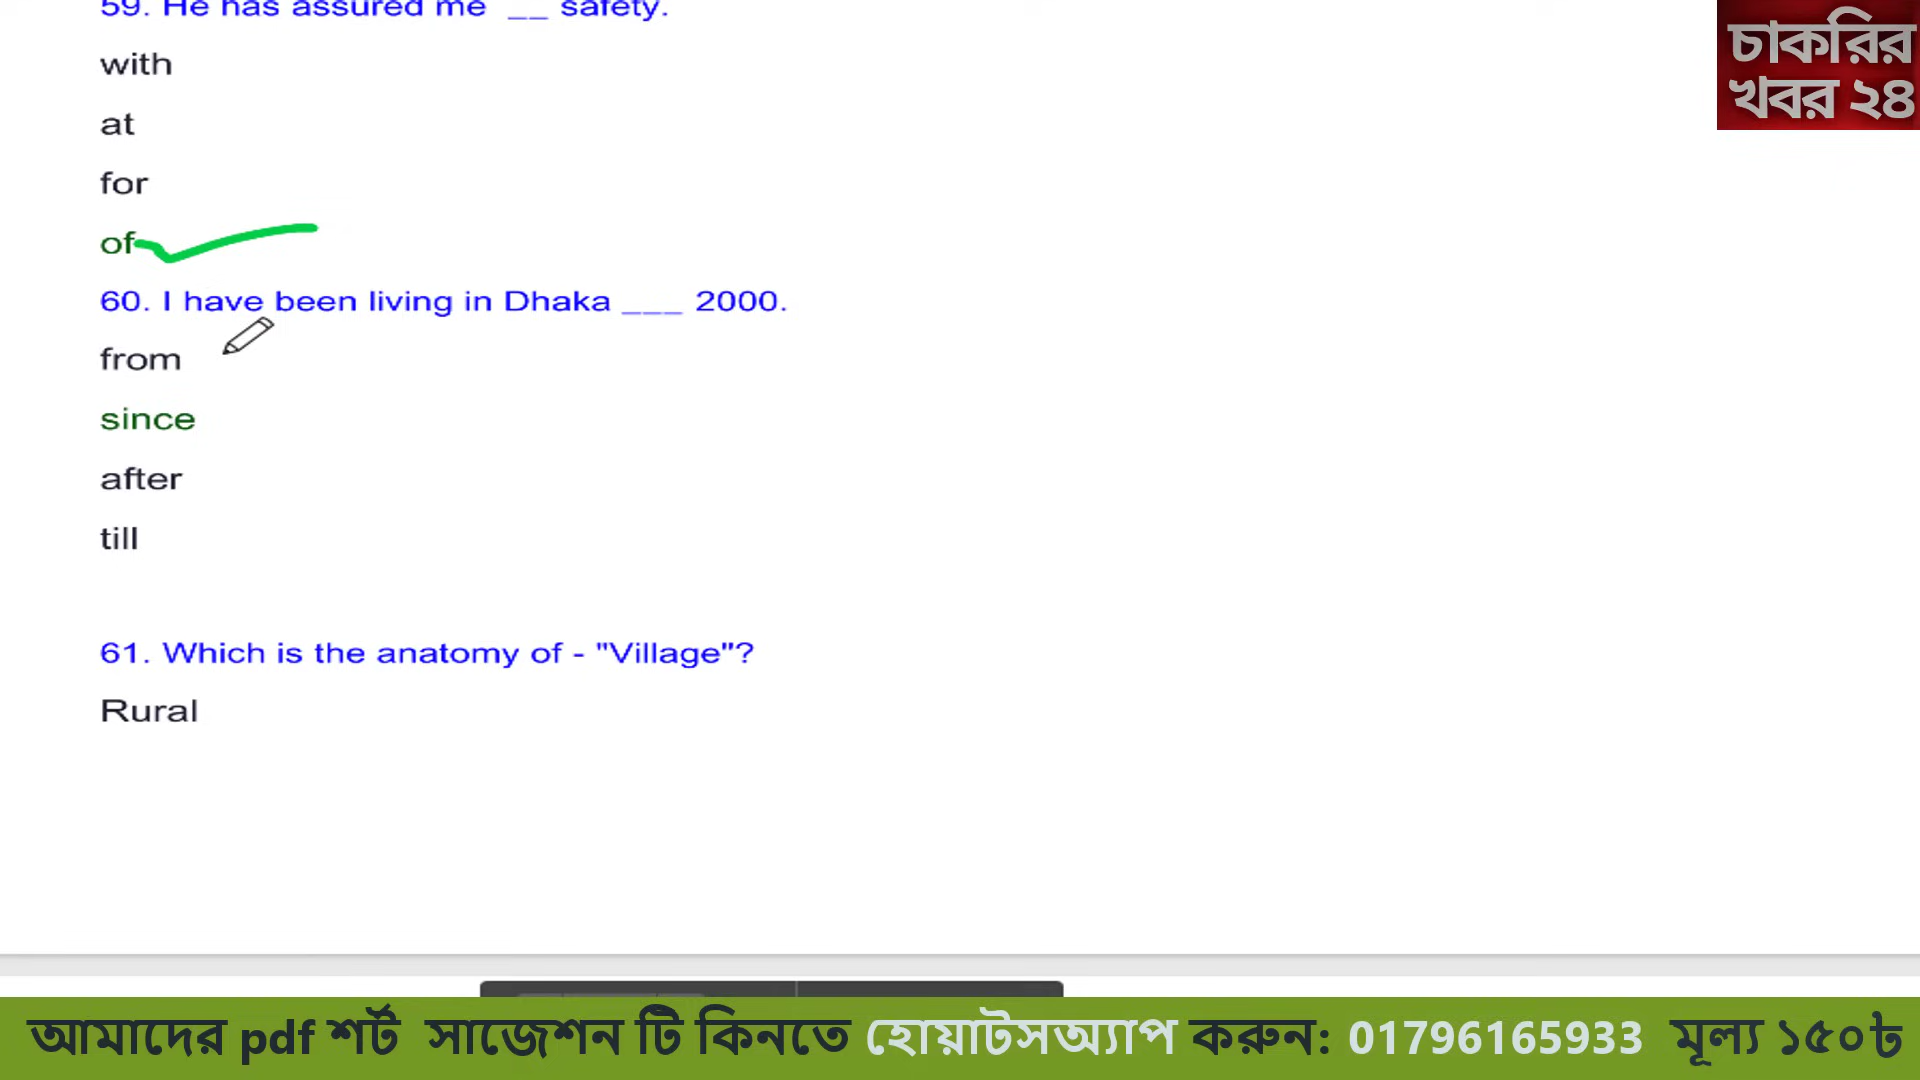 59. He has assured me __ safety.
with
at
for
of
60. I have been living in Dhaka ___ 2000.
from
since
after
till
61. Which is the anatomy of - "Village"?
Rural
চাকরির
খবর ২৪
আমাদের pdf শর্ট সাজেশন টি কিনতে হোয়াটসঅ্যাপ করুন: 01796165933 মূল্য ১৫০৳